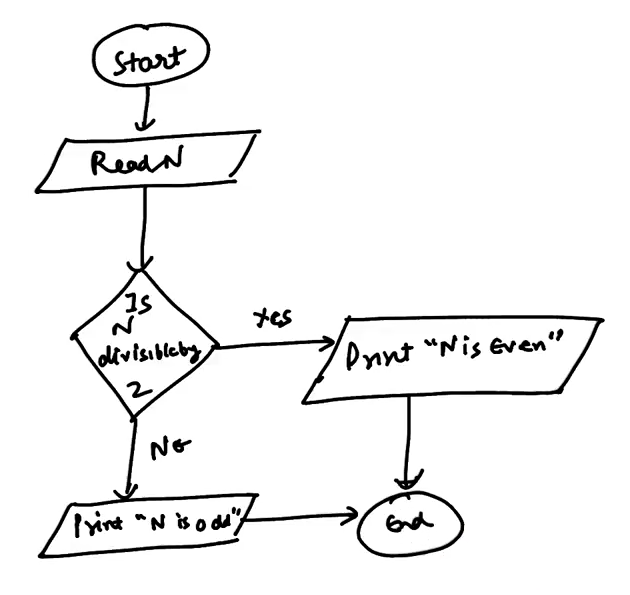 Start
Read N
Is
N
divisible by
2
Yes
Print "N is Even"
No
Print "N is odd"
End